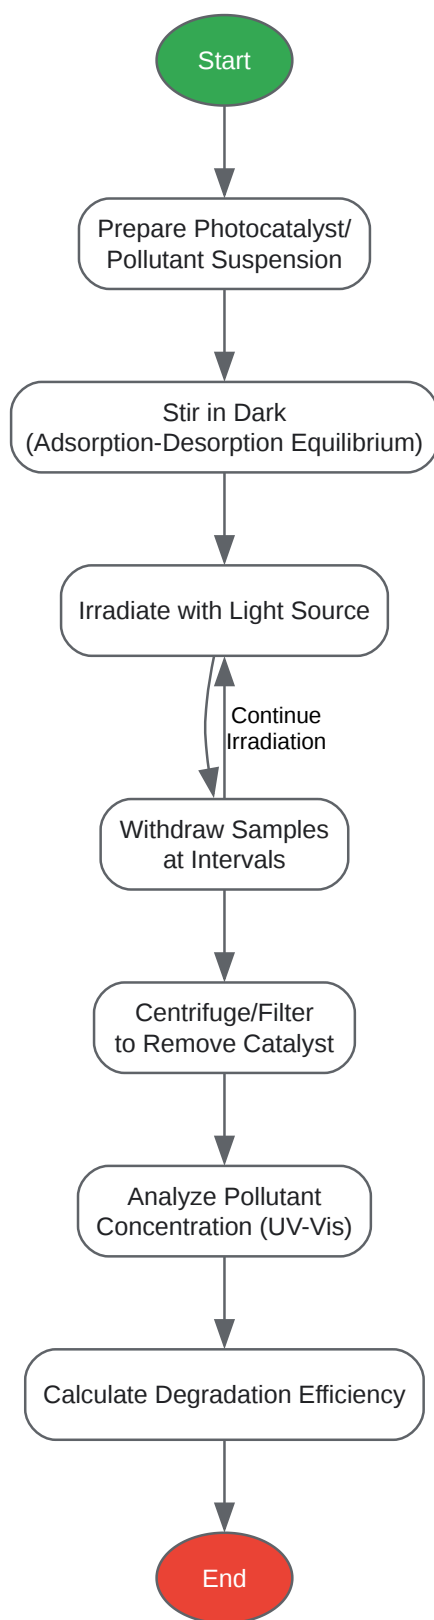 Start
Prepare Photocatalyst/
Pollutant Suspension
Stir in Dark
(Adsorption-Desorption Equilibrium)
Irradiate with Light Source
Continue
Irradiation
Withdraw Samples
at Intervals
Centrifuge/Filter
to Remove Catalyst
Analyze Pollutant
Concentration (UV-Vis)
Calculate Degradation Efficiency
End